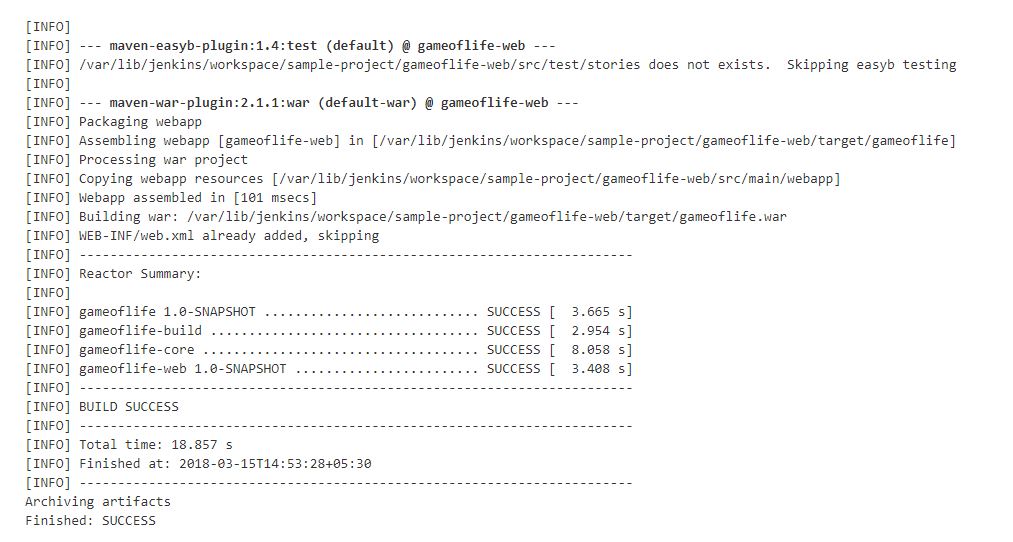 [INFO]
[INFO] --- maven-easyb-plugin:1.4:test (default) @ gameoflife-web ---
[INFO] /var/lib/jenkins/workspace/sample-project/gameoflife-web/src/test/stories does not exists.  Skipping easyb testing
[INFO]
[INFO] --- maven-war-plugin:2.1.1:war (default-war) @ gameoflife-web ---
[INFO] Packaging webapp
[INFO] Assembling webapp [gameoflife-web] in [/var/lib/jenkins/workspace/sample-project/gameoflife-web/target/gameoflife]
[INFO] Processing war project
[INFO] Copying webapp resources [/var/lib/jenkins/workspace/sample-project/gameoflife-web/src/main/webapp]
[INFO] Webapp assembled in [101 msecs]
[INFO] Building war: /var/lib/jenkins/workspace/sample-project/gameoflife-web/target/gameoflife.war
[INFO] WEB-INF/web.xml already added, skipping
[INFO] ------------------------------------------------------------------------
[INFO] Reactor Summary:
[INFO]
[INFO] gameoflife 1.0-SNAPSHOT ............................ SUCCESS [  3.665 s]
[INFO] gameoflife-build ................................... SUCCESS [  2.954 s]
[INFO] gameoflife-core .................................... SUCCESS [  8.058 s]
[INFO] gameoflife-web 1.0-SNAPSHOT ........................ SUCCESS [  3.408 s]
[INFO] ------------------------------------------------------------------------
[INFO] BUILD SUCCESS
[INFO] ------------------------------------------------------------------------
[INFO] Total time: 18.857 s
[INFO] Finished at: 2018-03-15T14:53:28+05:30
[INFO] ------------------------------------------------------------------------
Archiving artifacts
Finished: SUCCESS